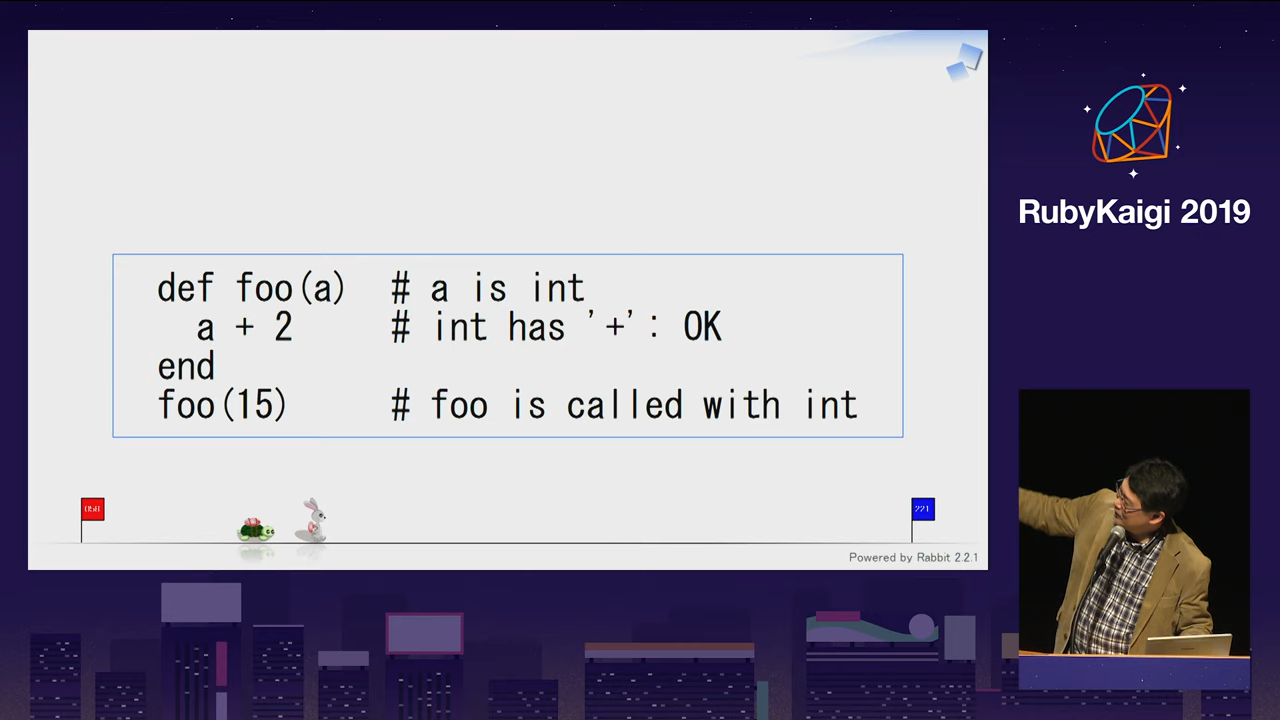 def foo(a) # a is int
a + 2 # int has '+': OK
end
foo(15) # foo is called with int
221
Powered by Rabbit 2.2.1
RubyKaigi 2019